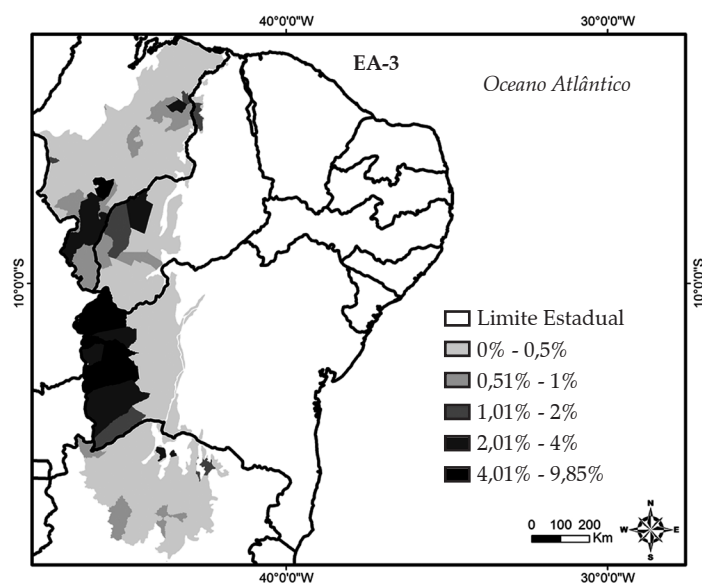 40°0'0"W 30°0'0"W
EA-3
Oceano Atlântico
10°0'0"S 10°0'0"S
Limite Estadual
0% - 0,5%
0,51% - 1%
1,01% - 2%
2,01% - 4%
4,01% - 9,85%
N
W E
S
0 100 200
Km
40°0'0"W 30°0'0"W